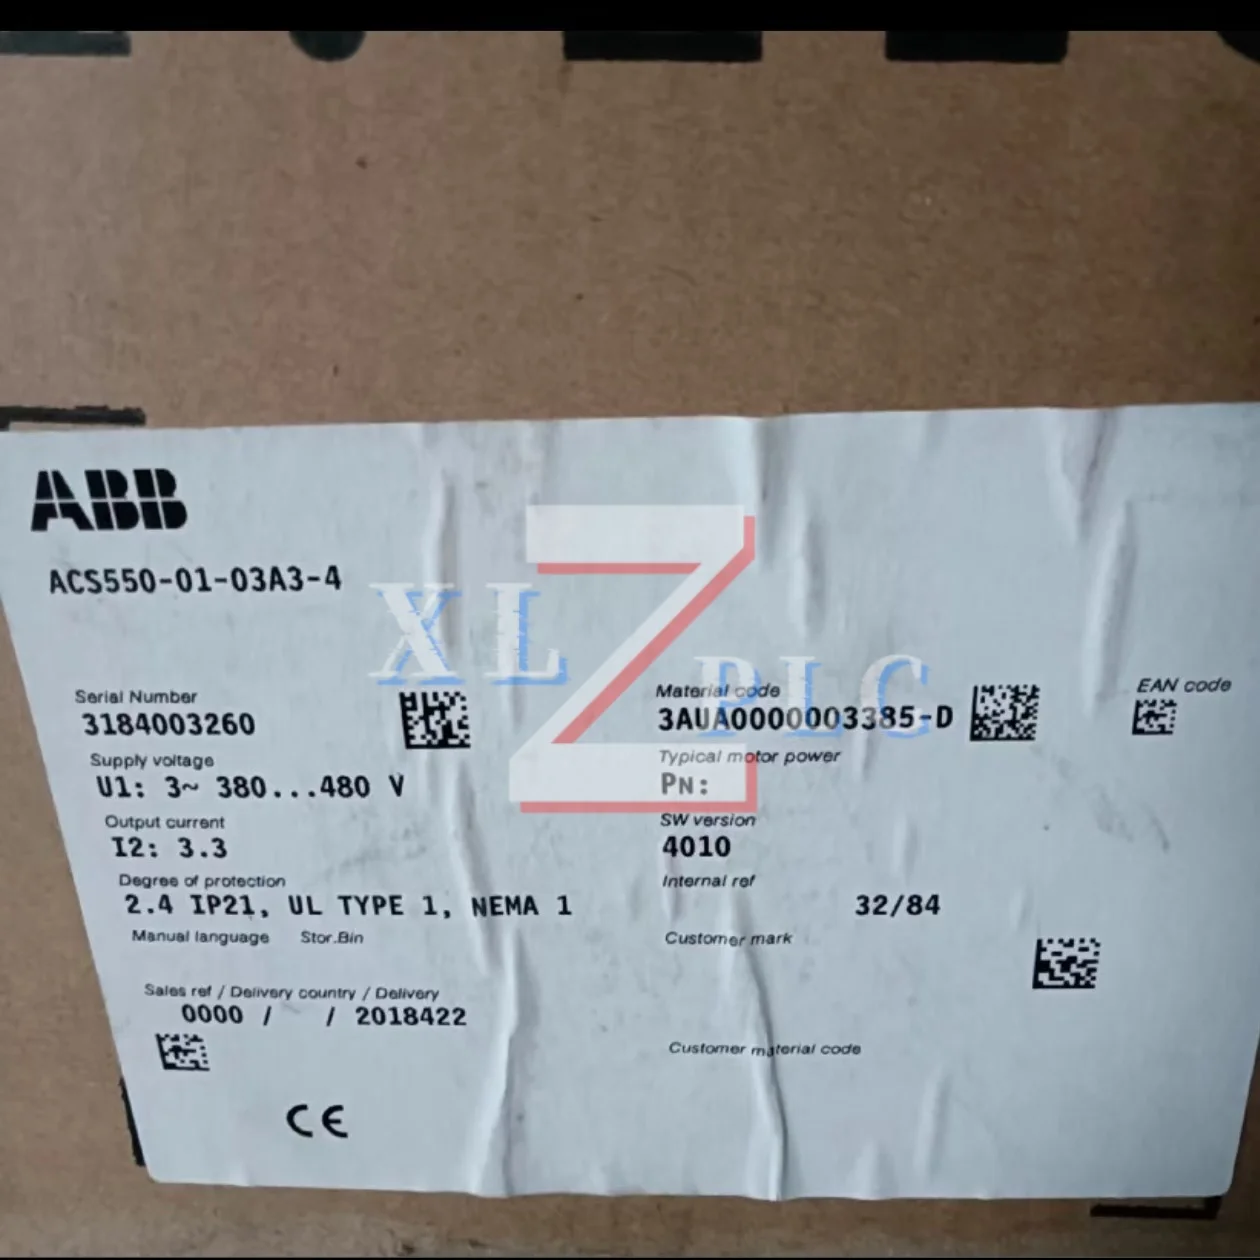 ABB
ACS550-01-03A3-4
XLZPLC
Serial Number
3184003260
Material code
3AUA0000003385-D
EAN code
Supply voltage
U1: 3~ 380...480 V
Typical motor power
PN:
Output current
I2: 3.3
SW version
4010
Degree of protection
2.4 IP21, UL TYPE 1, NEMA 1
Internal ref
32/84
Manual language Stor.Bin
Customer mark
Sales ref / Delivery country / Delivery
0000 / / 2018422
Customer material code
CE